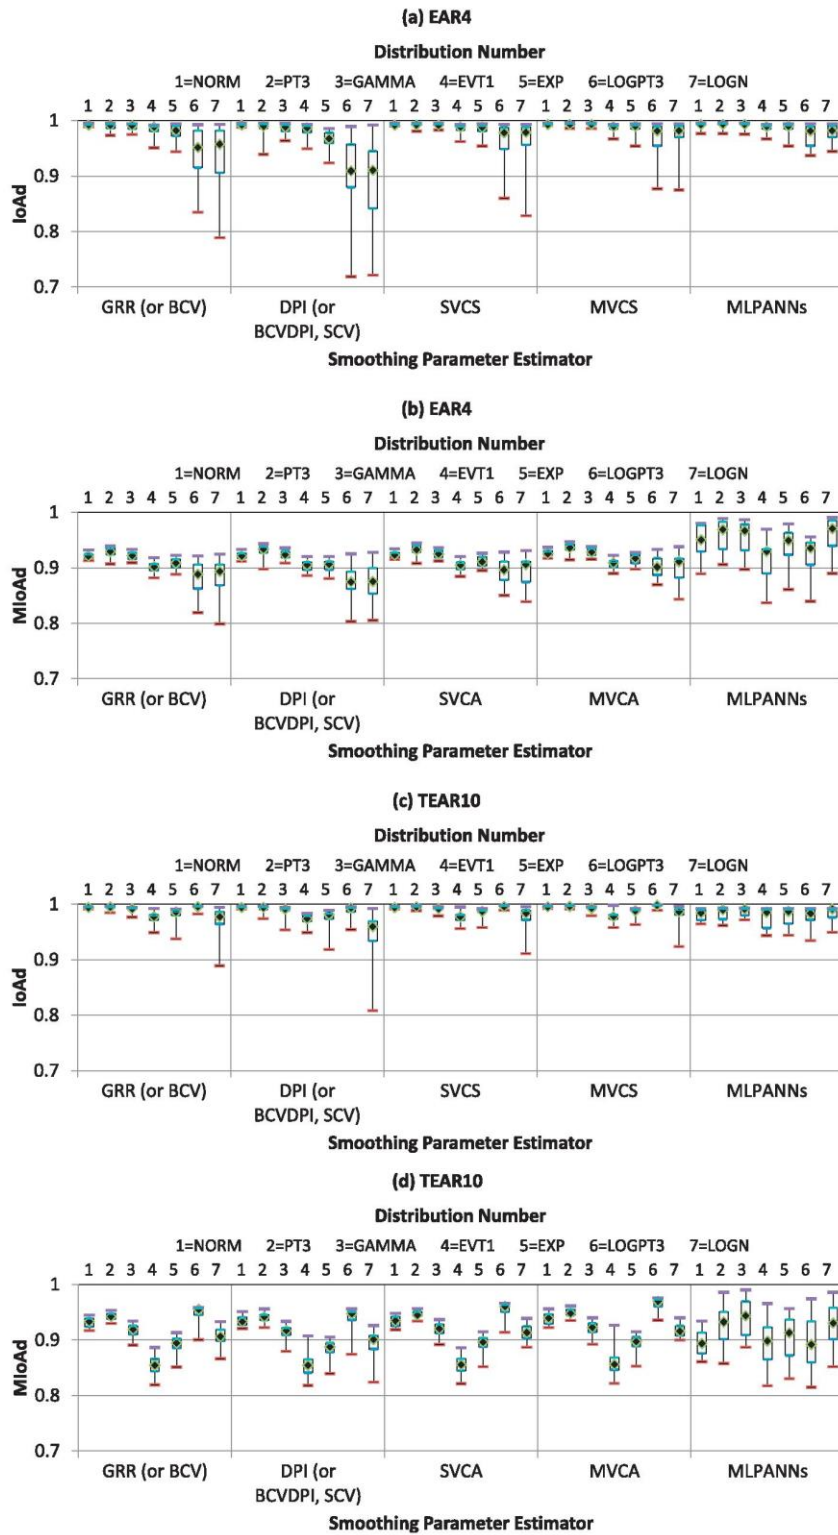 (a) EAR4
Distribution Number
1=NORM 2=PT3 3=GAMMA 4=EVT1 5=EXP 6=LOGPT3 7=LOGN
1 2 3 4 5 6 7 1 2 3 4 5 6 7 1 2 3 4 5 6 7 1 2 3 4 5 6 7 1 2 3 4 5 6 7
1
0.9
0.8
0.7
IoAd
GRR (or BCV) DPI (or SVCS MVCS MLPANNs
BCVDPI, SCV)
Smoothing Parameter Estimator
(b) EAR4
Distribution Number
1=NORM 2=PT3 3=GAMMA 4=EVT1 5=EXP 6=LOGPT3 7=LOGN
1 2 3 4 5 6 7 1 2 3 4 5 6 7 1 2 3 4 5 6 7 1 2 3 4 5 6 7 1 2 3 4 5 6 7
1
0.9
0.8
0.7
MIoAd
GRR (or BCV) DPI (or SVCA MVCA MLPANNs
BCVDPI, SCV)
Smoothing Parameter Estimator
(c) TEAR10
Distribution Number
1=NORM 2=PT3 3=GAMMA 4=EVT1 5=EXP 6=LOGPT3 7=LOGN
1 2 3 4 5 6 7 1 2 3 4 5 6 7 1 2 3 4 5 6 7 1 2 3 4 5 6 7 1 2 3 4 5 6 7
1
0.9
0.8
0.7
IoAd
GRR (or BCV) DPI (or SVCS MVCS MLPANNs
BCVDPI, SCV)
Smoothing Parameter Estimator
(d) TEAR10
Distribution Number
1=NORM 2=PT3 3=GAMMA 4=EVT1 5=EXP 6=LOGPT3 7=LOGN
1 2 3 4 5 6 7 1 2 3 4 5 6 7 1 2 3 4 5 6 7 1 2 3 4 5 6 7 1 2 3 4 5 6 7
1
0.9
0.8
0.7
MIoAd
GRR (or BCV) DPI (or SVCA MVCA MLPANNs
BCVDPI, SCV)
Smoothing Parameter Estimator